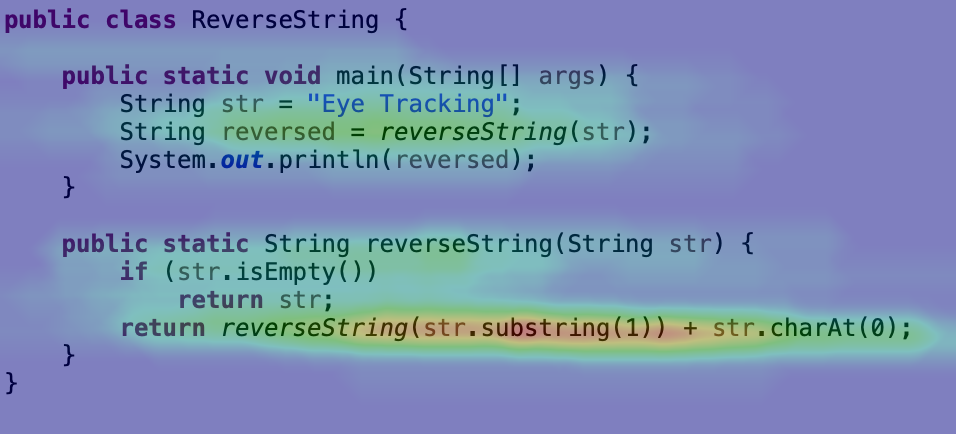 public class ReverseString {
public static void main(String[] args) {
String str = "Eye Tracking";
String reversed = reverseString(str);
System.out.println(reversed);
}
public static String reverseString(String str) {
if (str.isEmpty())
return str;
return reverseString(str.substring(1)) + str.charAt(0);
}
}